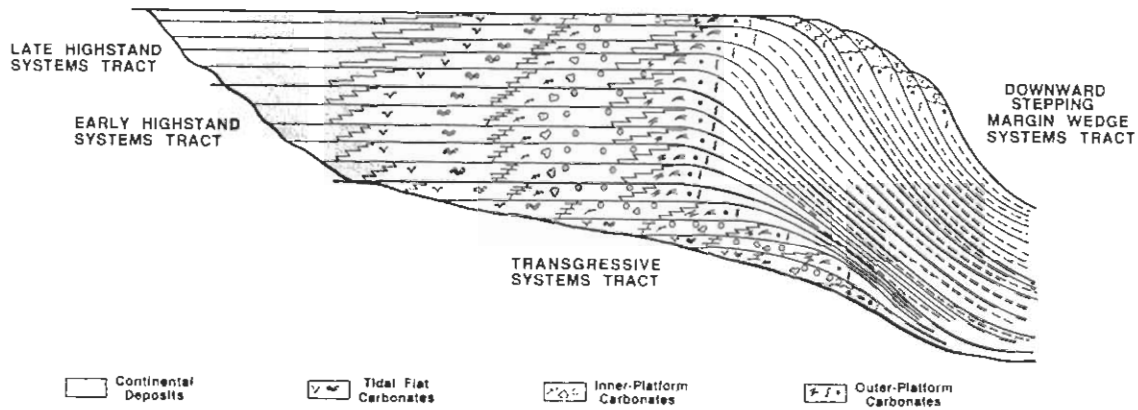 LATE HIGHSTAND
SYSTEMS TRACT
EARLY HIGHSTAND
SYSTEMS TRACT
TRANSGRESSIVE
SYSTEMS TRACT
DOWNWARD
STEPPING
MARGIN WEDGE
SYSTEMS TRACT
Continental
Deposits
Tidal Flat
Carbonates
Inner-Platform
Carbonates
Outer-Platform
Carbonates